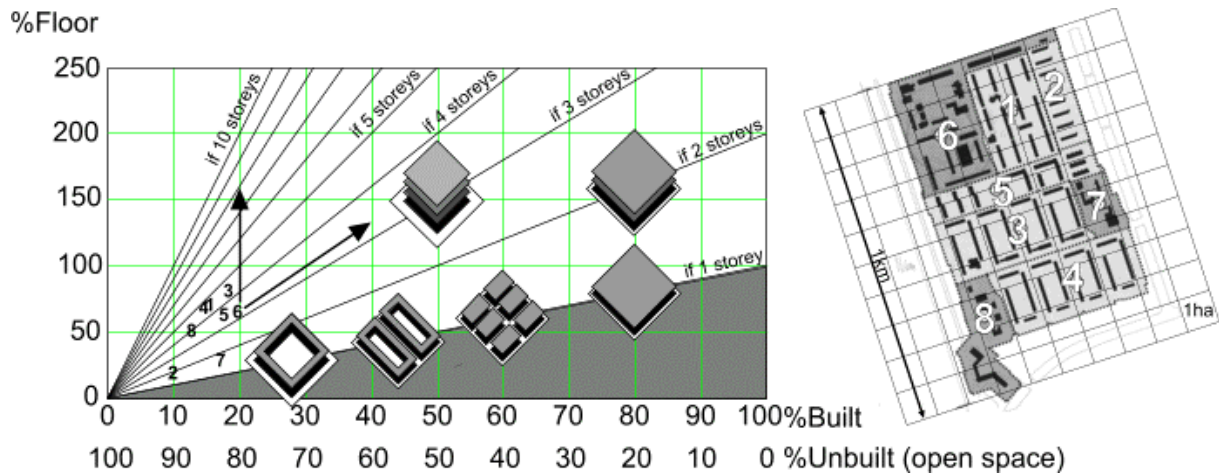 %Floor
250
200
150
100
50
0
if 10 storeys
if 5 storeys
if 4 storeys
if 3 storeys
if 2 storeys
if 1 storey
3
4
1
5
6
8
7
2
0 10 20 30 40 50 60 70 80 90 100 %Built
100 90 80 70 60 50 40 30 20 10 0 %Unbuilt (open space)
1
2
6
5
7
3
4
8
1km
1ha